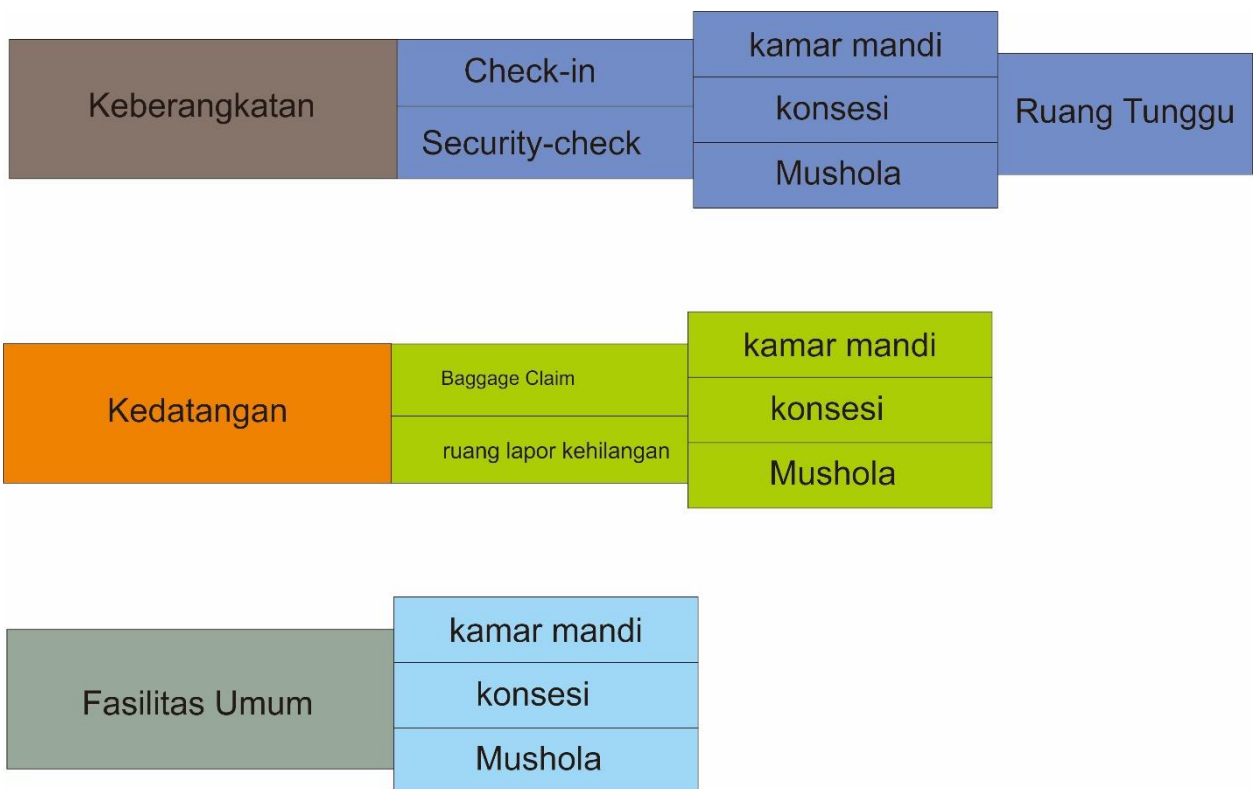 Keberangkatan
Check-in
Security-check
kamar mandi
konsesi
Mushola
Ruang Tunggu
Kedatangan
Baggage Claim
ruang lapor kehilangan
kamar mandi
konsesi
Mushola
Fasilitas Umum
kamar mandi
konsesi
Mushola